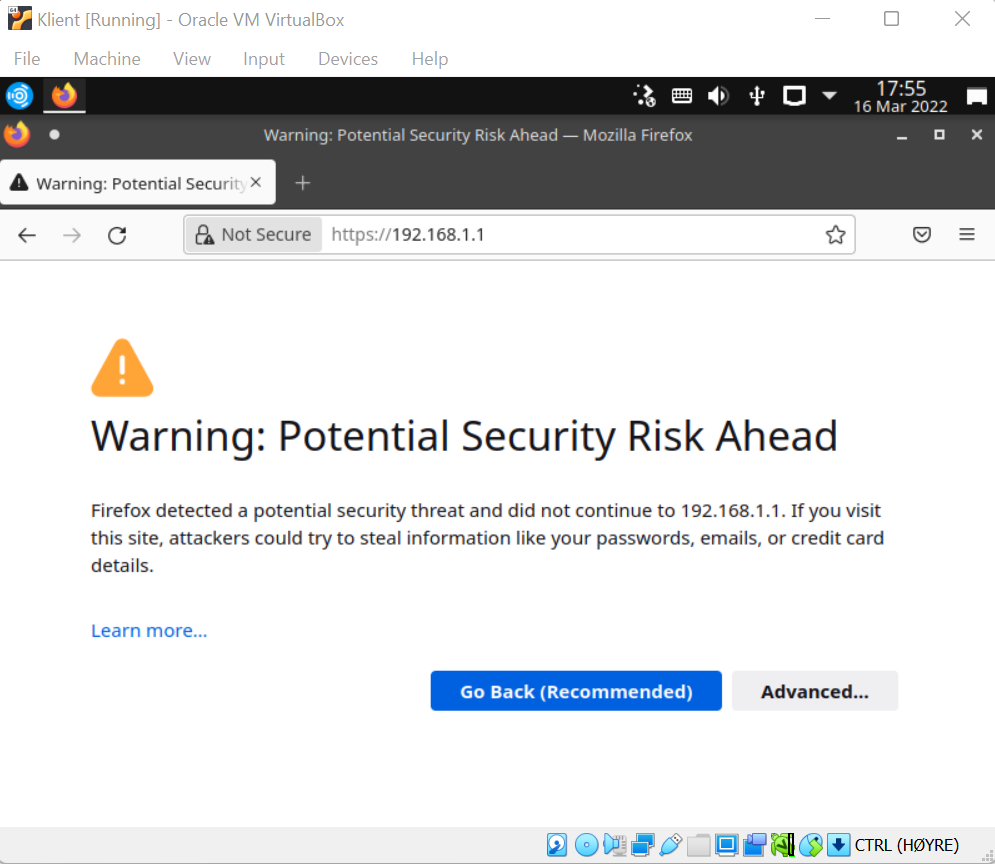 Klient [Running] - Oracle VM VirtualBox
File Machine View Input Devices Help
17:55
16 Mar 2022
Warning: Potential Security Risk Ahead — Mozilla Firefox
Warning: Potential Security
Not Secure https://192.168.1.1
Warning: Potential Security Risk Ahead
Firefox detected a potential security threat and did not continue to 192.168.1.1. If you visit
this site, attackers could try to steal information like your passwords, emails, or credit card
details.
Learn more...
Go Back (Recommended) Advanced...
CTRL (HØYRE)